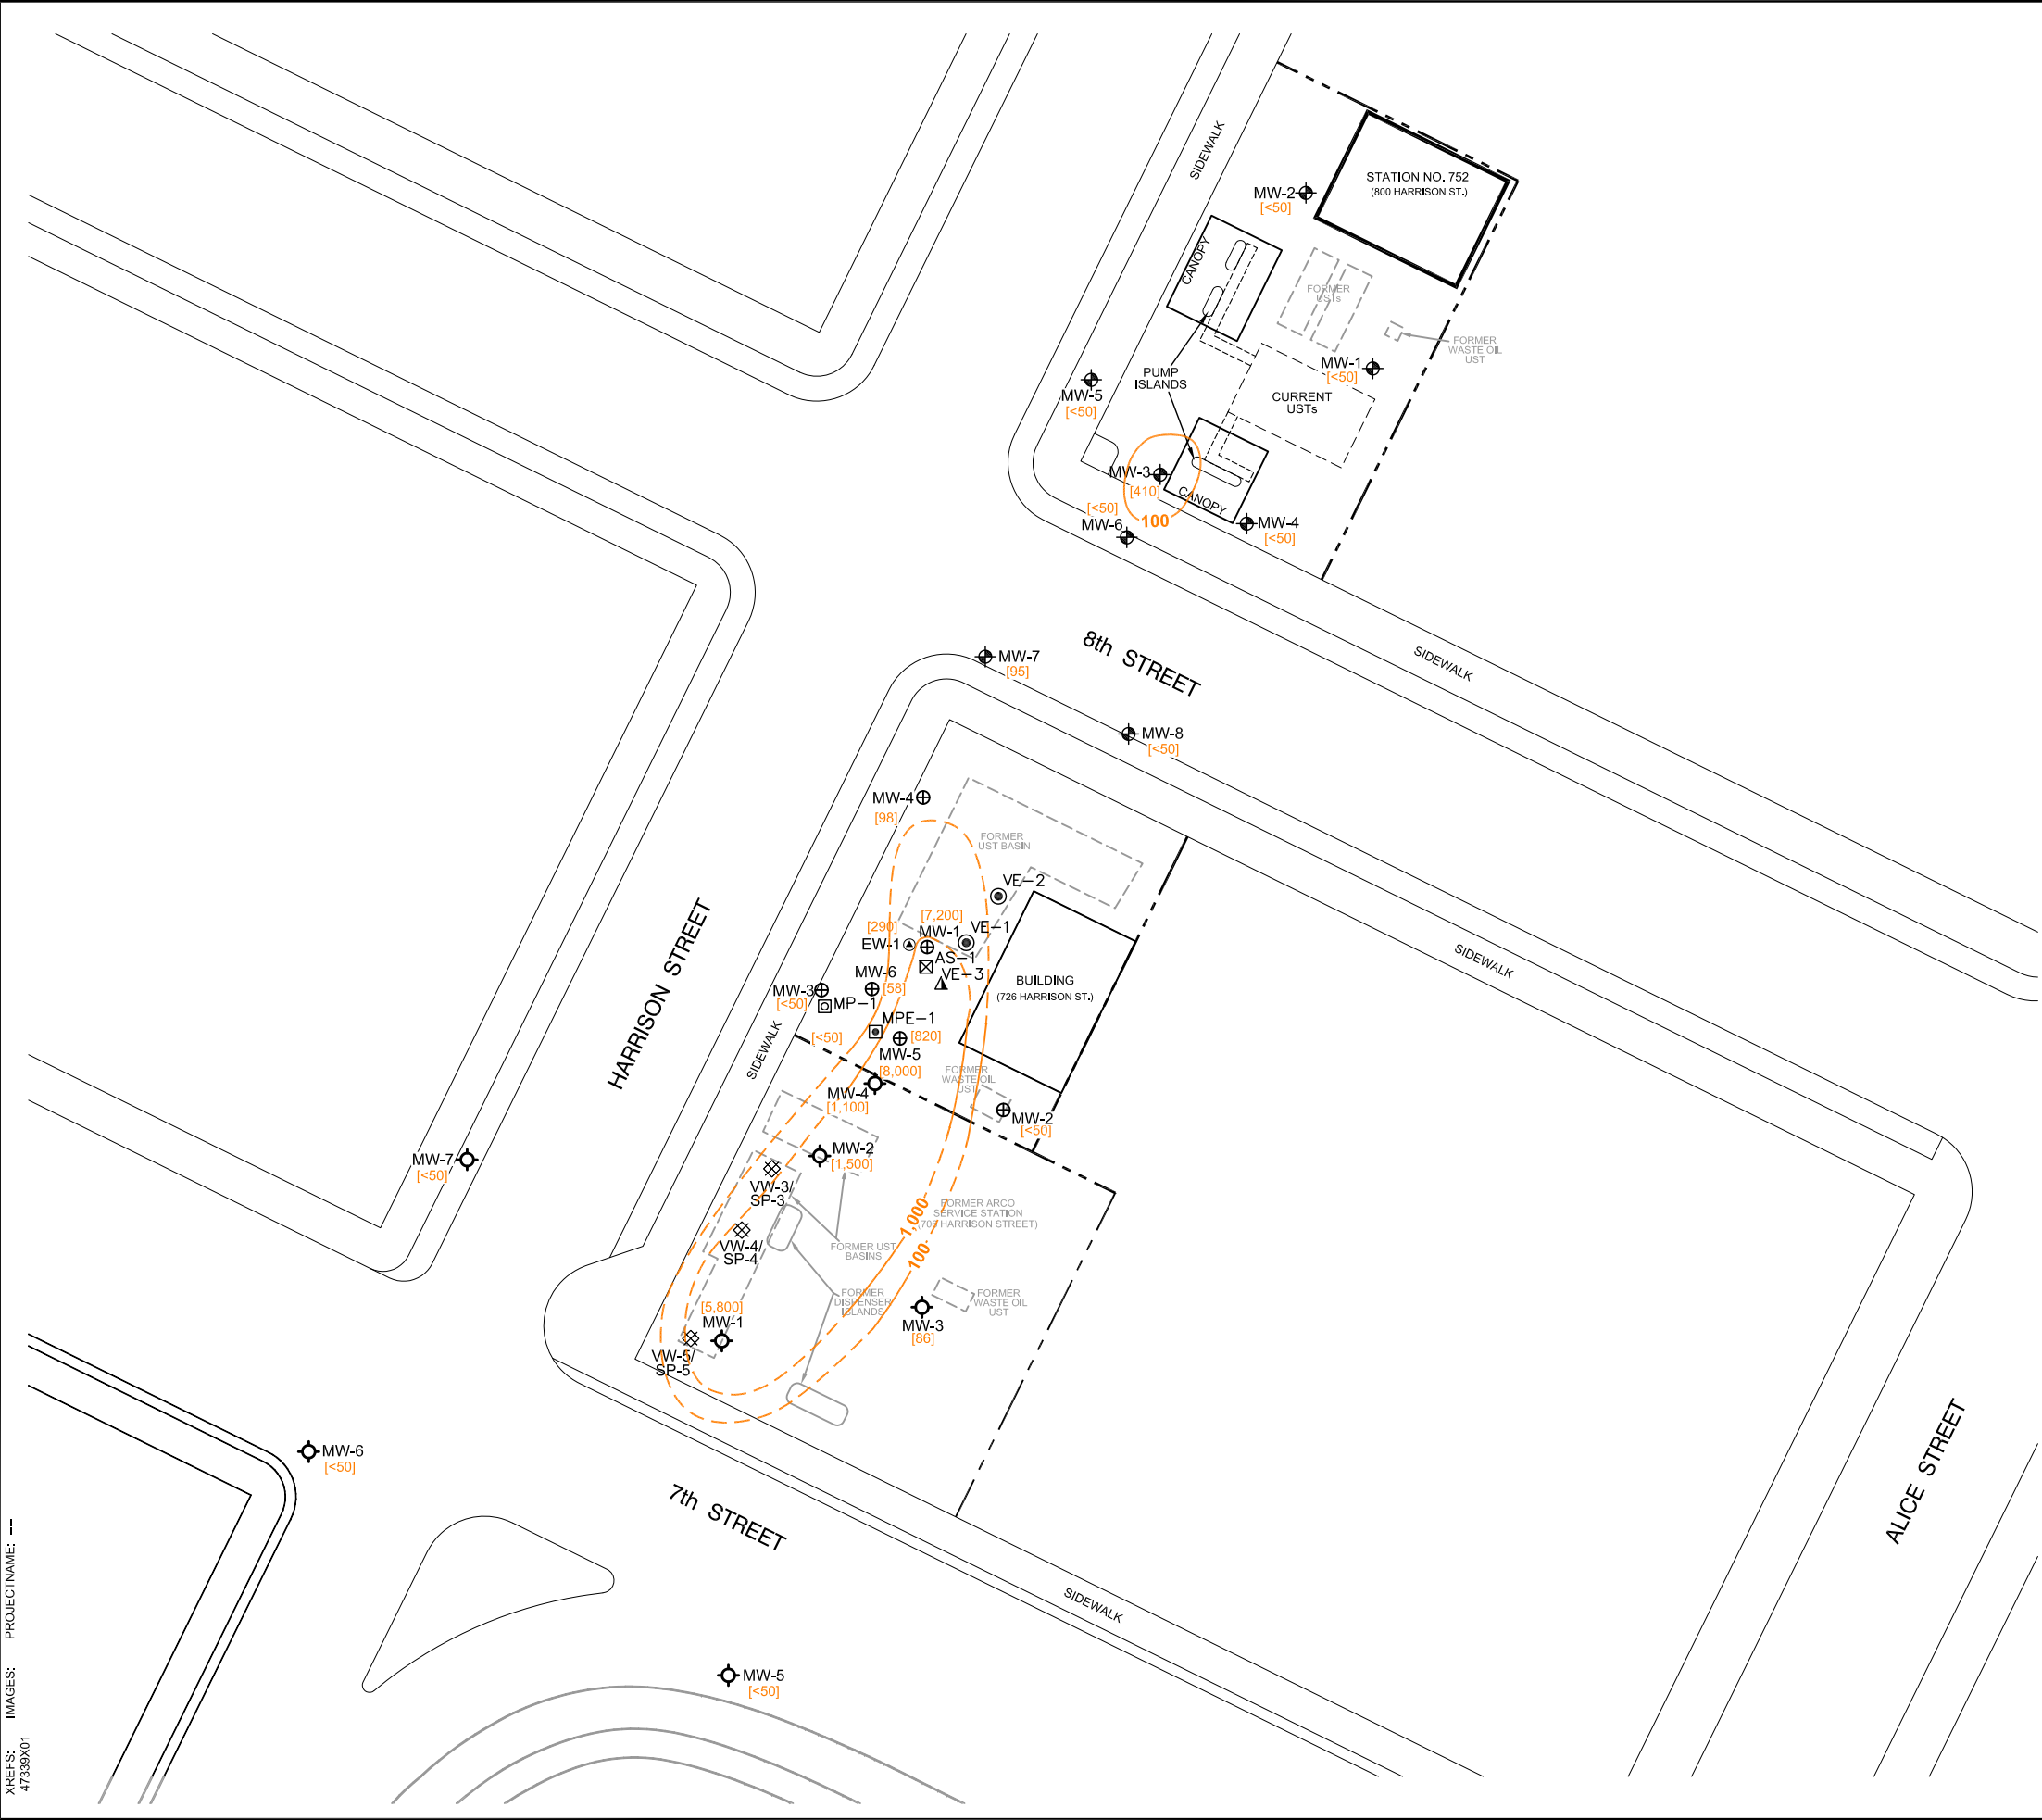 SIDEWALK
STATION NO. 752
(800 HARRISON ST.)
MW-2
[<50]
CANOPY
FORMER
USTs
FORMER
WASTE OIL
UST
MW-1
[<50]
PUMP
ISLANDS
CURRENT
USTs
MW-5
[<50]
MW-3
[410]
CANOPY
[<50]
MW-6
100
MW-4
[<50]
8th STREET
SIDEWALK
MW-7
[95]
MW-8
[<50]
MW-4
[98]
FORMER
UST BASIN
VE-2
[7,200]
[290]
VE-1
MW-1
EW-1
AS-1
MW-6
VE-3
[58]
MW-3
[<50]
MP-1
BUILDING
(726 HARRISON ST.)
SIDEWALK
HARRISON STREET
MPE-1
[<50]
[820]
MW-5
[8,000]
SIDEWALK
FORMER
WASTE OIL
UST
MW-4
[1,100]
MW-2
[<50]
MW-2
[1,500]
MW-7
[<50]
VW-3/
SP-3
1,000
FORMER ARCO
SERVICE STATION
(706 HARRISON STREET)
VW-4/
SP-4
FORMER UST
BASINS
100
FORMER
DISPENSER
ISLANDS
FORMER
WASTE OIL
UST
[5,800]
MW-1
MW-3
[86]
VW-5/
SP-5
MW-6
[<50]
7th STREET
ALICE STREET
SIDEWALK
MW-5
[<50]
XREFS: IMAGES: PROJECTNAME: --
47339X01